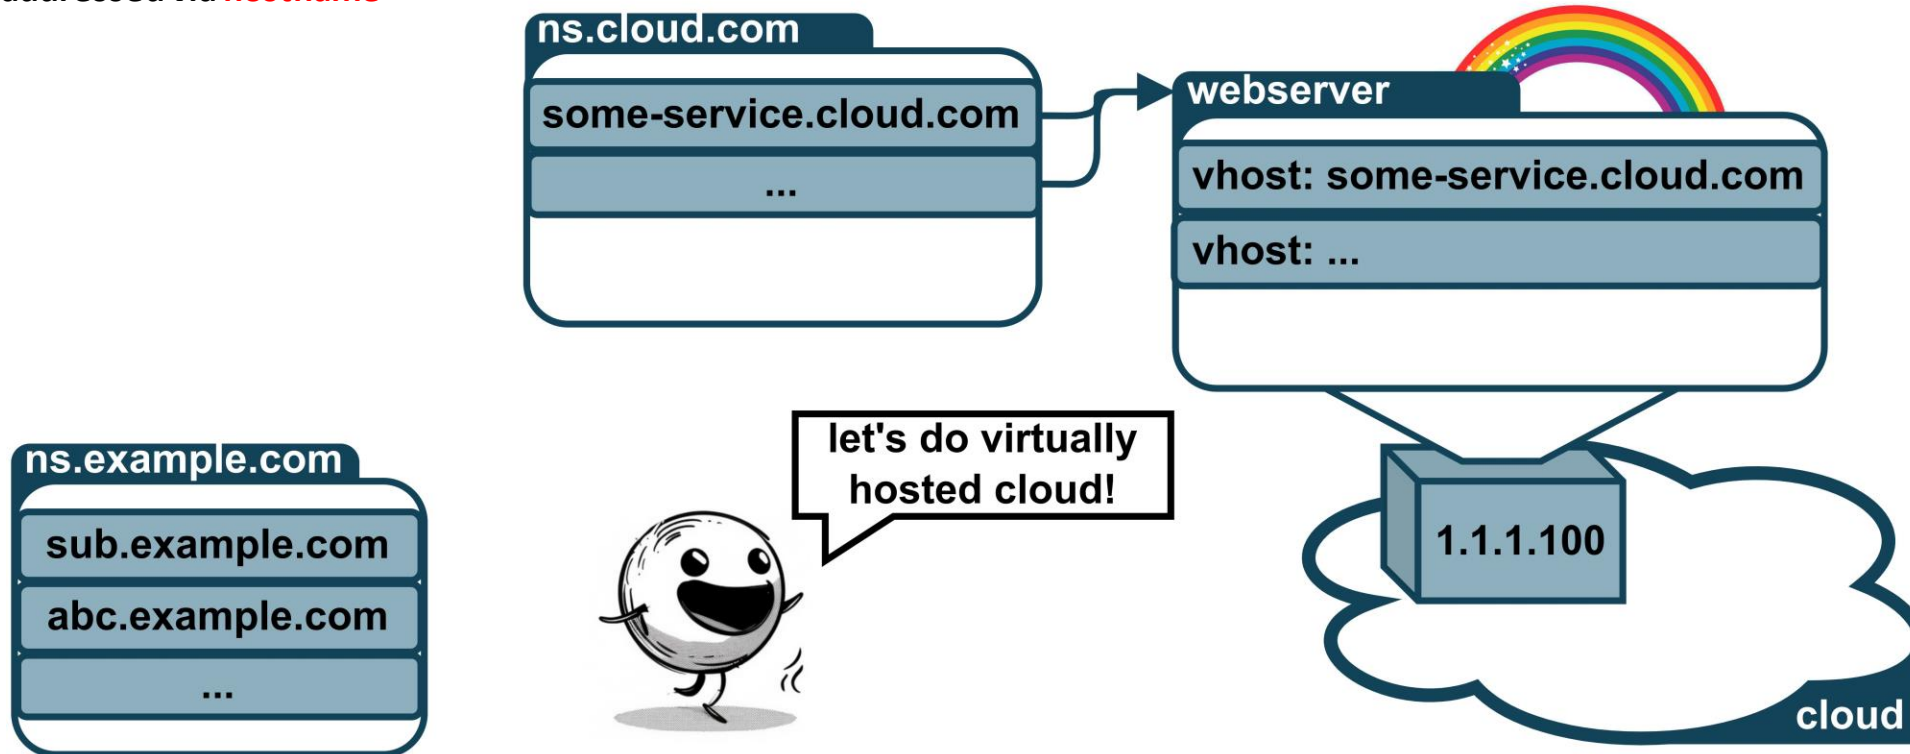 hostname
ns.cloud.com
some-service.cloud.com
...
webserver
vhost: some-service.cloud.com
vhost: ...
let's do virtually
hosted cloud!
ns.example.com
sub.example.com
abc.example.com
...
1.1.1.100
cloud